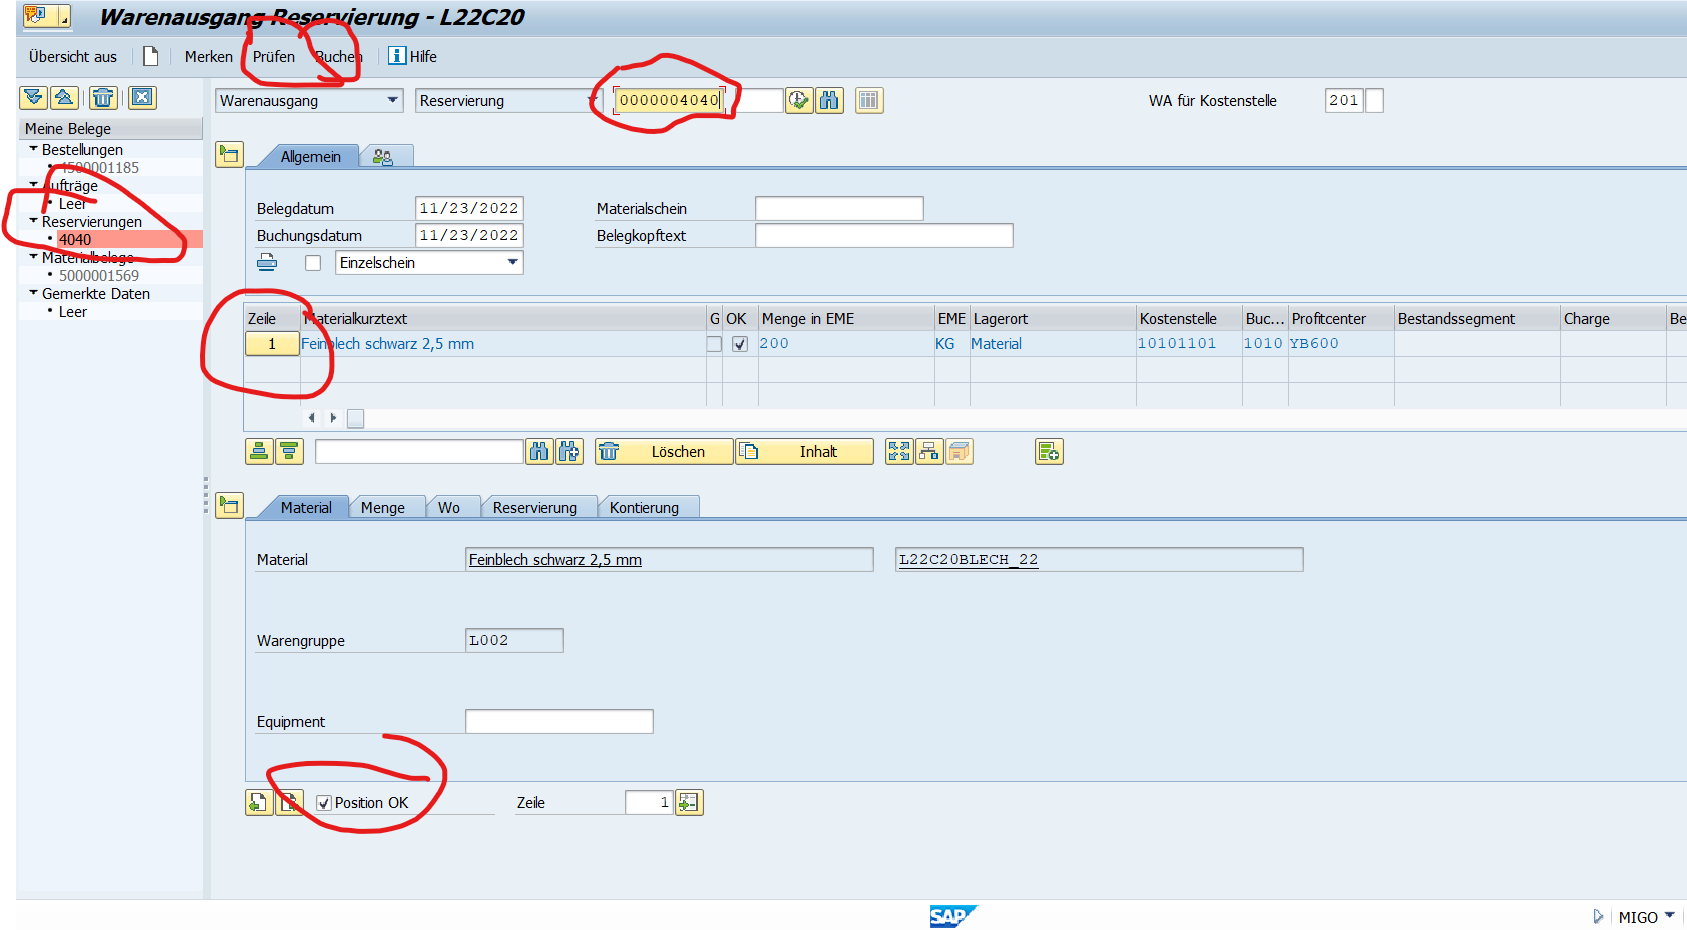 Warenausgang Reservierung - L22C20
Übersicht aus Merken Prüfen Buchen Hilfe
Warenausgang Reservierung 0000004040 WA für Kostenstelle 201
Meine Belege
Bestellungen
4500001185
Aufträge
Leer
Reservierungen
4040
Materialbelege
5000001569
Gemerkte Daten
Leer
Allgemein
Belegdatum 11/23/2022 Materialschein
Buchungsdatum 11/23/2022 Belegkopftext
Einzelschein
Zeile Materialkurztext G OK Menge in EME EME Lagerort Kostenstelle Buc... Profitcenter Bestandssegment Charge Be
1 Feinblech schwarz 2,5 mm 200 KG Material 10101101 1010 YB600
Löschen Inhalt
Material Menge Wo Reservierung Kontierung
Material Feinblech schwarz 2,5 mm L22C20BLECH_22
Warengruppe L002
Equipment
Position OK Zeile 1
SAP MIGO